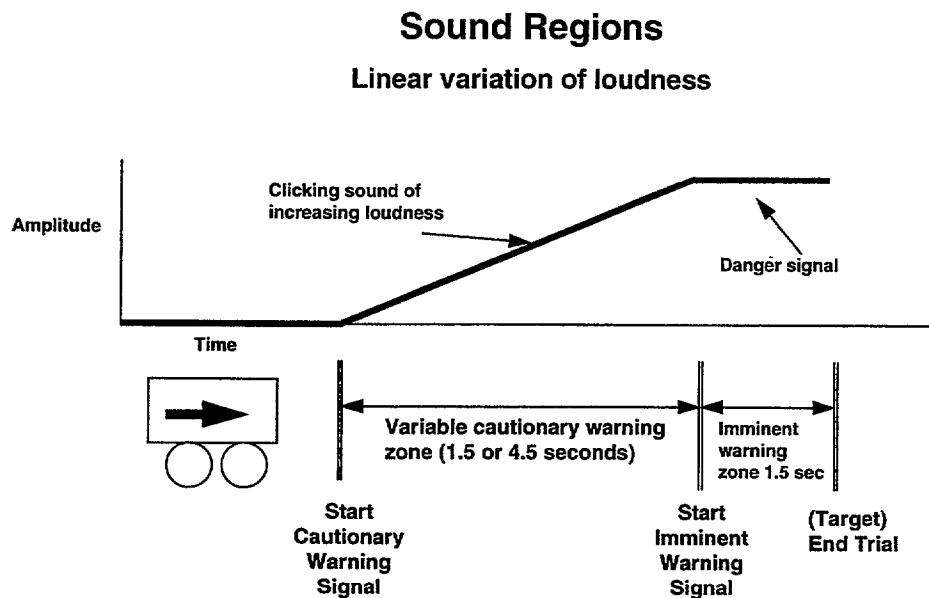 Sound Regions
Linear variation of loudness
Clicking sound of
increasing loudness
Amplitude
Danger signal
Time
Variable cautionary warning
zone (1.5 or 4.5 seconds)
Imminent
warning
zone 1.5 sec
Start
Cautionary
Warning
Signal
Start
Imminent
Warning
Signal
(Target)
End Trial